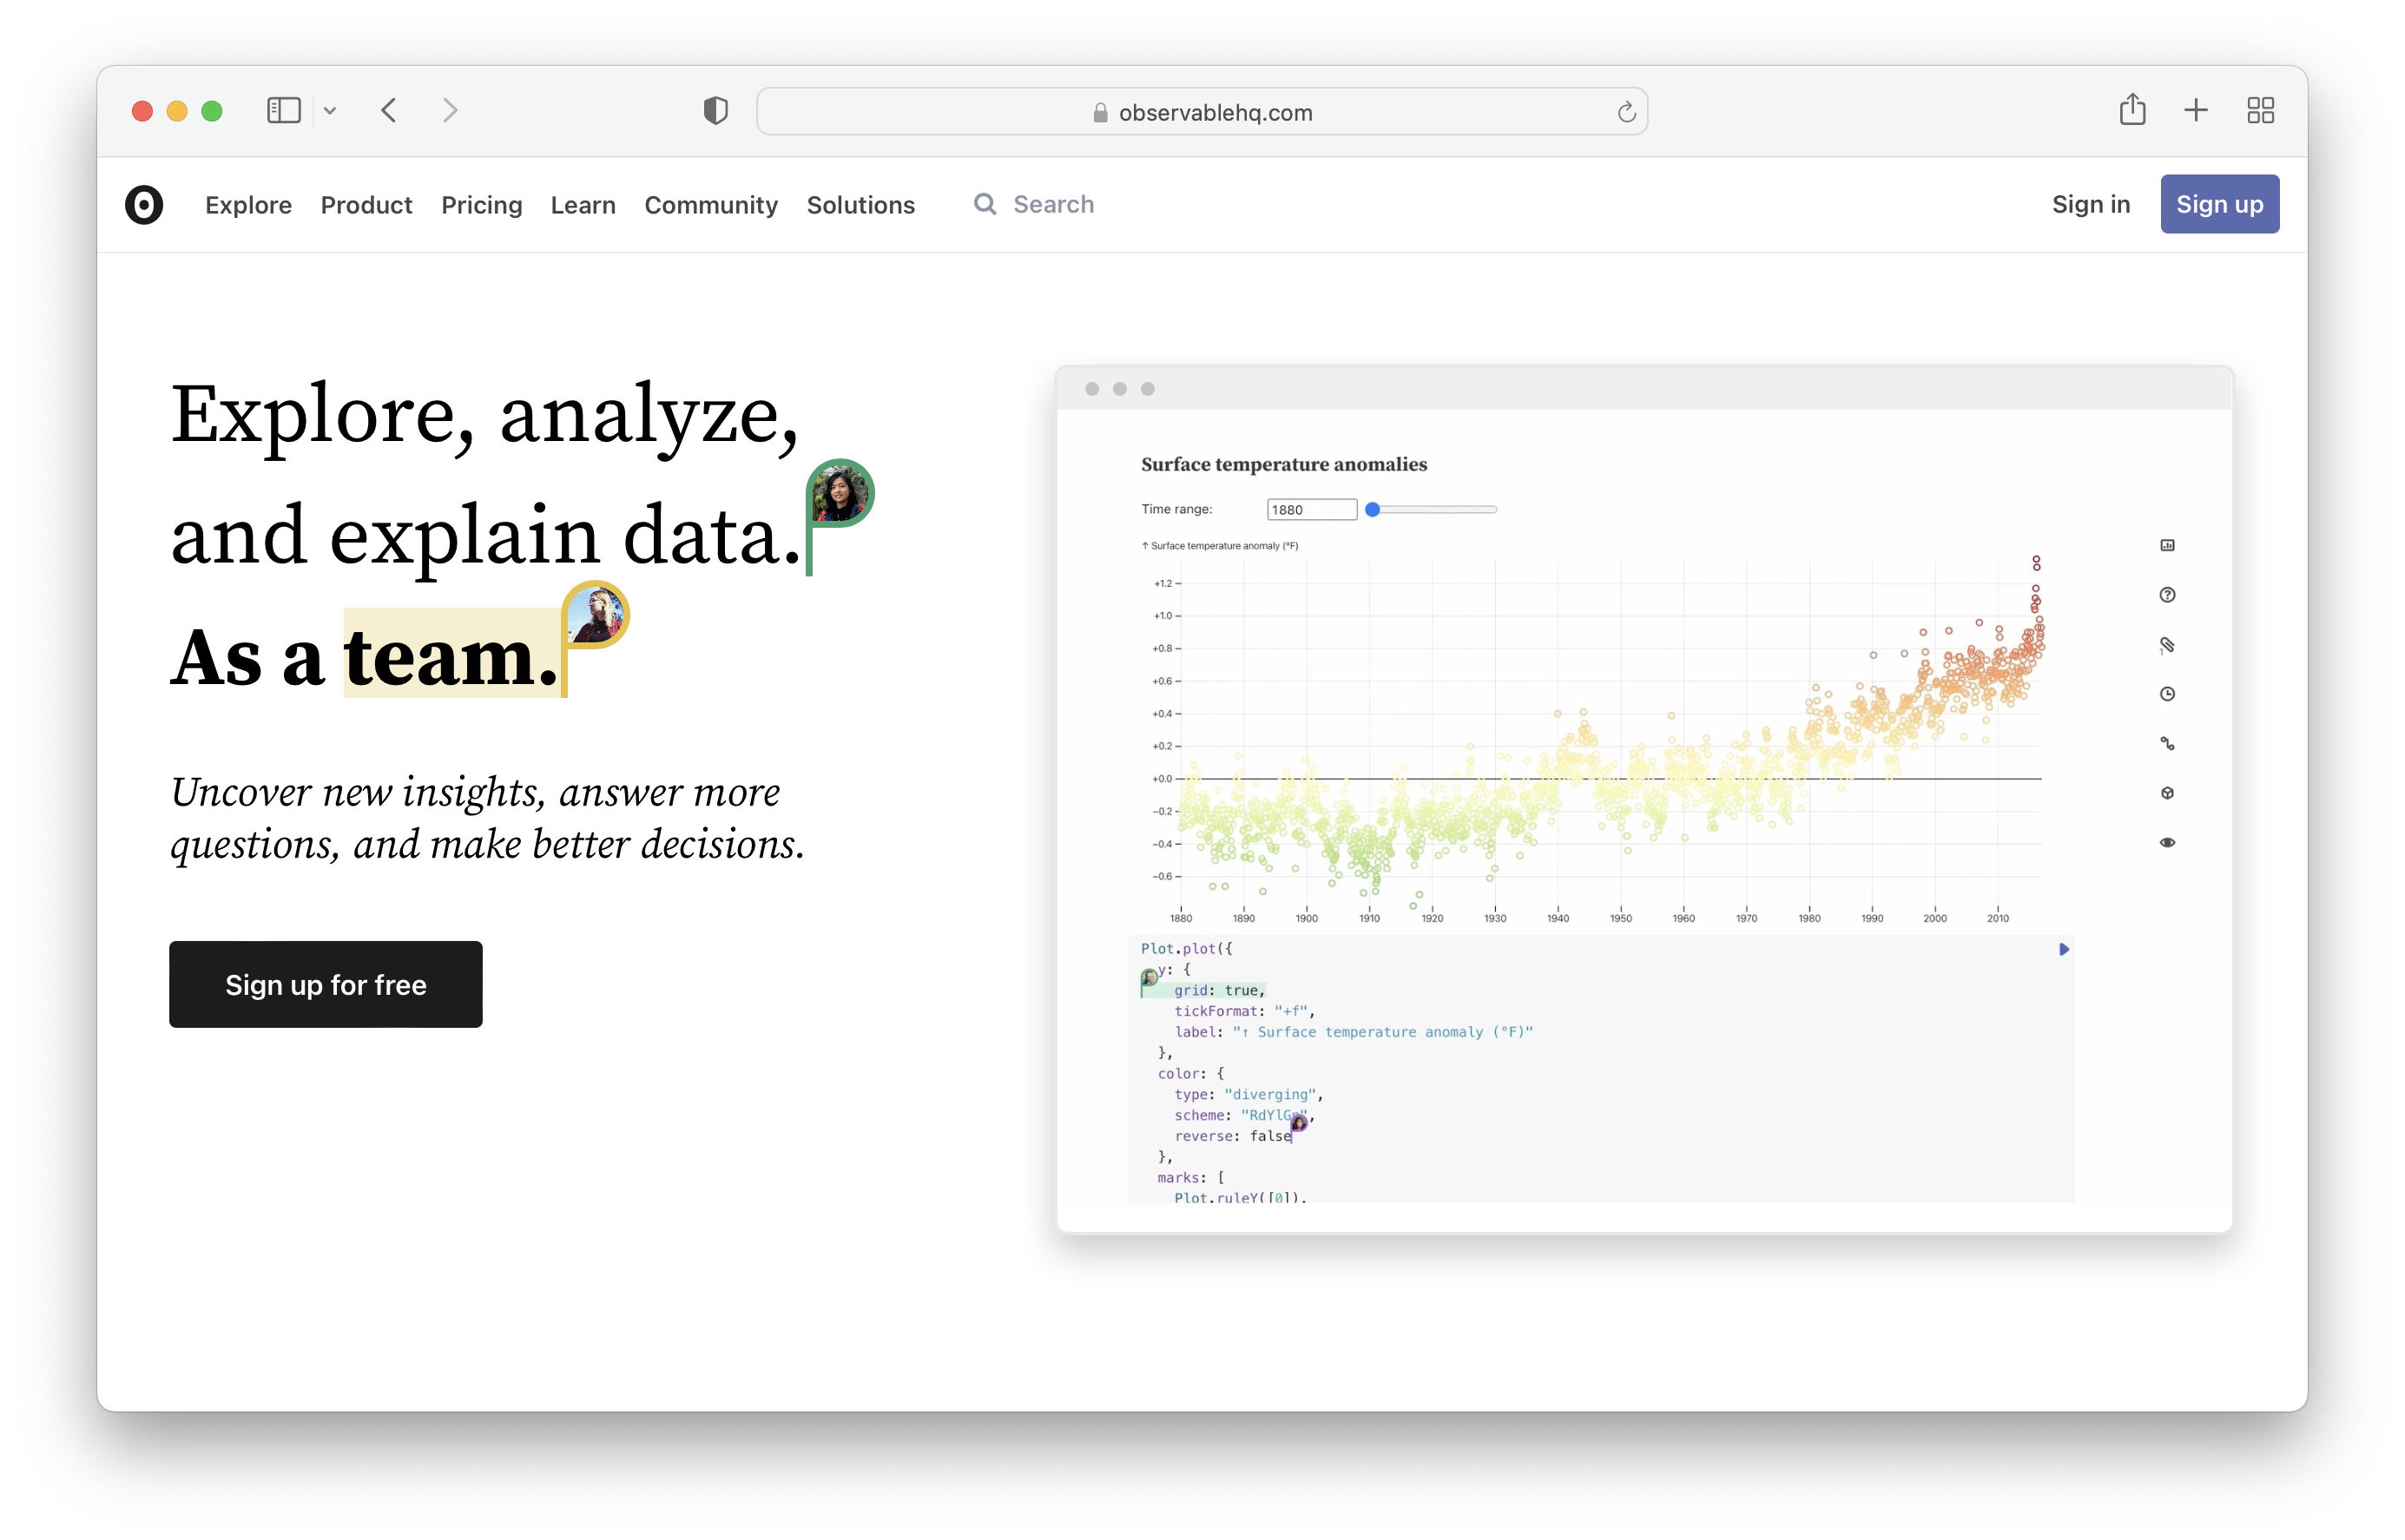 observablehq.com
Explore Product Pricing Learn Community Solutions Search Sign in Sign up
Explore, analyze,
and explain data.
As a team.
Uncover new insights, answer more
questions, and make better decisions.
Sign up for free
Surface temperature anomalies
Time range: 1880
↑ Surface temperature anomaly (°F)
+1.2
+1.0
+0.8
+0.6
+0.4
+0.2
+0.0
−0.2
−0.4
−0.6
1880 1890 1900 1910 1920 1930 1940 1950 1960 1970 1980 1990 2000 2010
1
Plot.plot({
y: {
grid: true,
tickFormat: "+f",
label: "↑ Surface temperature anomaly (°F)"
},
color: {
type: "diverging",
scheme: "RdYlGn",
reverse: false
},
marks: [
Plot.ruleY([0]),